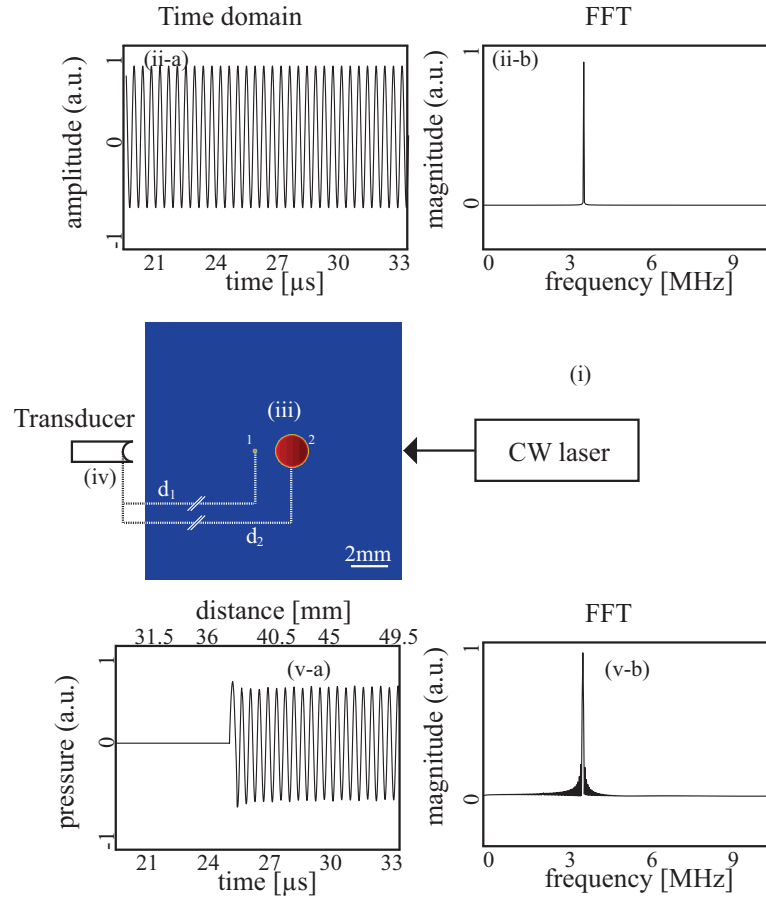 Time domain
FFT
(ii-a)
amplitude (a.u.)
1
0
-1
21 24 27 30 33
time [µs]
(ii-b)
magnitude (a.u.)
1
0
0 3 6 9
frequency [MHz]
(i)
CW laser
(iii)
1
2
Transducer
(iv)
d1
d2
2mm
distance [mm]
31.5 36 40.5 45 49.5
FFT
(v-a)
pressure (a.u.)
1
0
-1
21 24 27 30 33
time [µs]
(v-b)
magnitude (a.u.)
1
0
0 3 6 9
frequency [MHz]